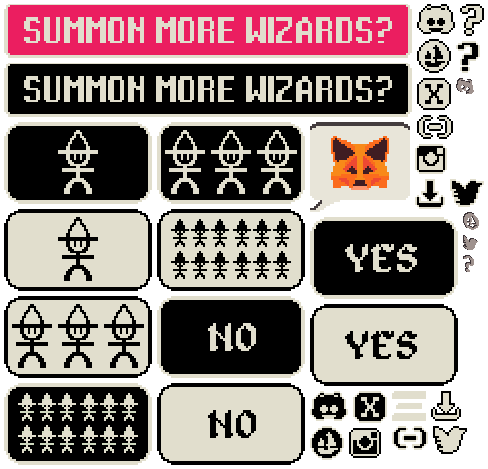 SUMMON MORE WIZARDS?
?
SUMMON MORE WIZARDS?
?
X
YES
NO
YES
?
NO
X